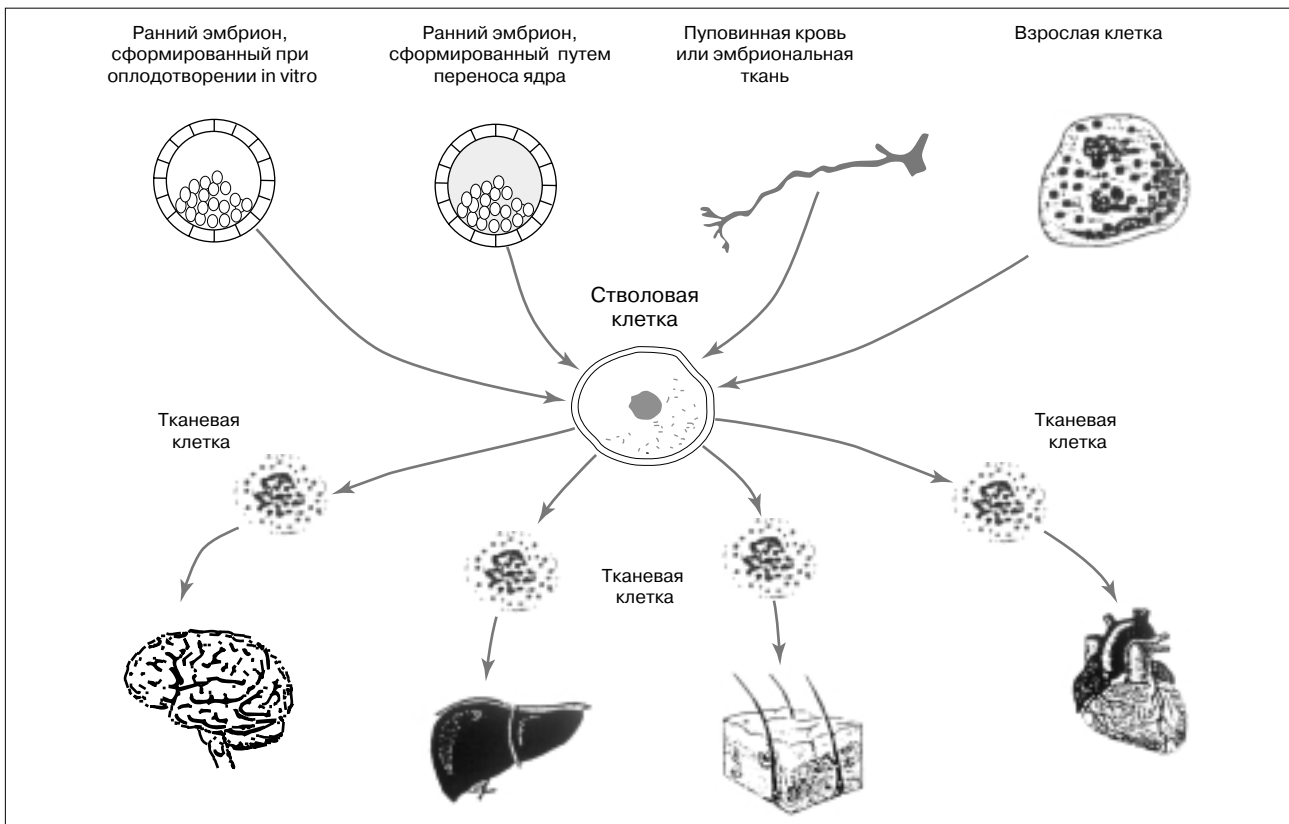 Ранний эмбрион,
сформированный при
оплодотворении in vitro
Ранний эмбрион,
сформированный путем
переноса ядра
Пуповинная кровь
или эмбриональная
ткань
Взрослая клетка
Стволовая
клетка
Тканевая
клетка
Тканевая
клетка
Тканевая
клетка